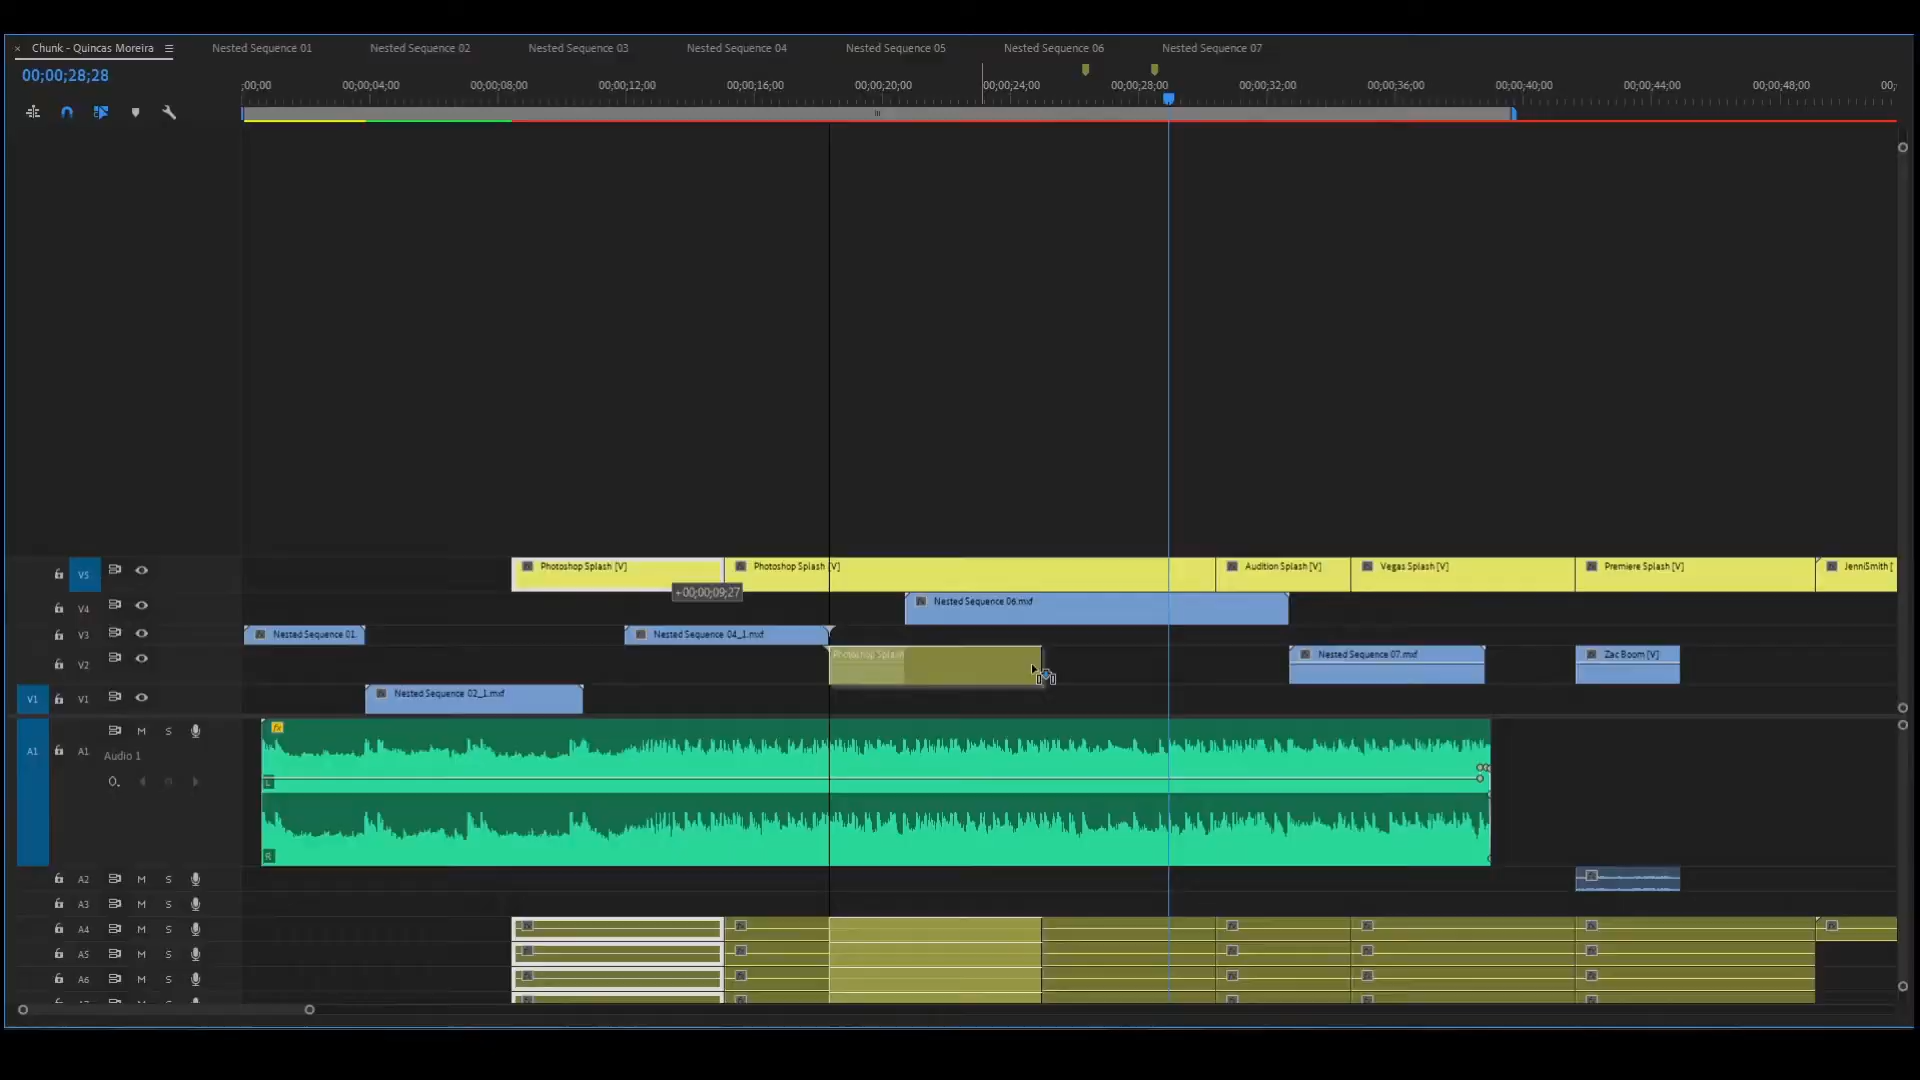 × Chunk - Quincas Moreira ☰ Nested Sequence 01 Nested Sequence 02 Nested Sequence 03 Nested Sequence 04 Nested Sequence 05 Nested Sequence 06 Nested Sequence 07
00;00;28;28
;00;00 00;00;04;00 00;00;08;00 00;00;12;00 00;00;16;00 00;00;20;00 00;00;24;00 00;00;28;00 00;00;32;00 00;00;36;00 00;00;40;00 00;00;44;00 00;00;48;00 00;
V5 Photoshop Splash [V] Photoshop Splash [V] Audition Splash [V] Vegas Splash [V] Premiere Splash [V] JenniSmith [
+00;00;09;27
V4 Nested Sequence 06.mxf
V3 Nested Sequence 01. Nested Sequence 04_1.mxf
V2 Photoshop Splash Nested Sequence 07.mxf Zac Boom [V]
V1 V1 Nested Sequence 02_1.mxf
M S
A1 A1
Audio 1
L
R
A2 M S
A3 M S
A4 M S
A5 M S
A6 M S